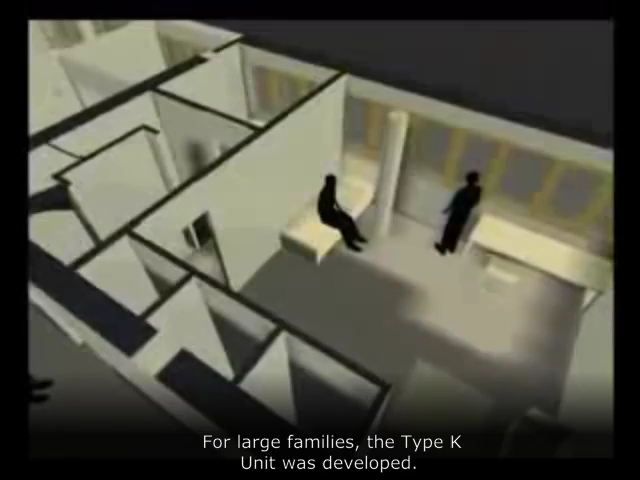 For large families, the Type K
Unit was developed.